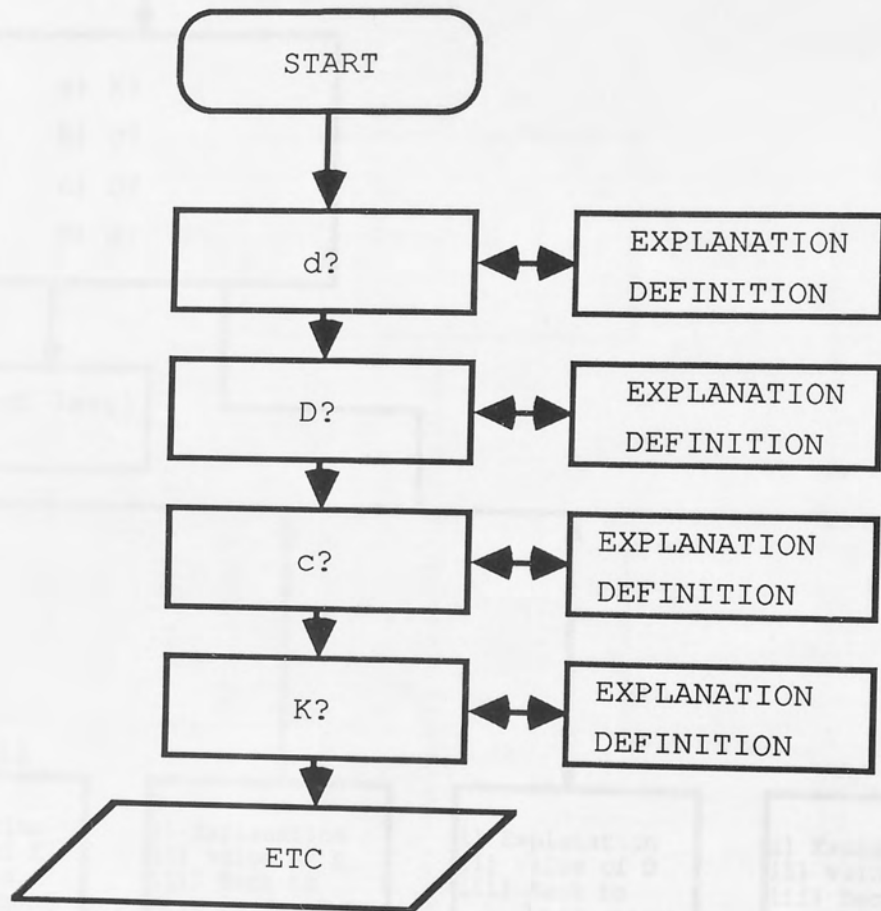 START
d?
EXPLANATION
DEFINITION
D?
EXPLANATION
DEFINITION
c?
EXPLANATION
DEFINITION
K?
EXPLANATION
DEFINITION
ETC